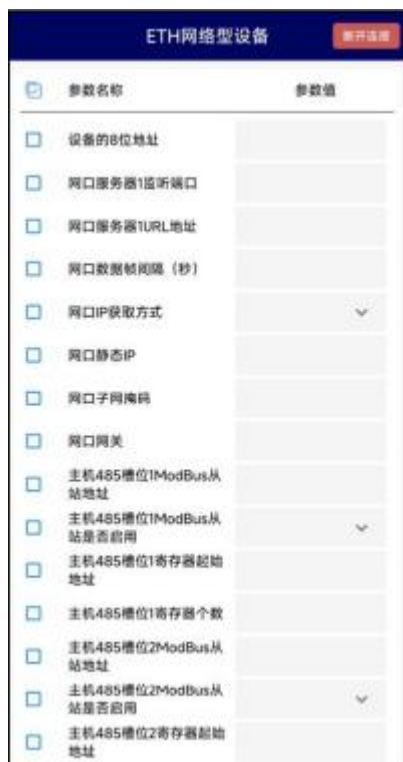 ETH网络型设备
断开连接
参数名称 参数值
设备的8位地址
网口服务器1监听端口
网口服务器1URL地址
网口数据帧间隔（秒）
网口IP获取方式
网口静态IP
网口子网掩码
网口网关
主机485槽位1ModBus从
站地址
主机485槽位1ModBus从
站是否启用
主机485槽位1寄存器起始
地址
主机485槽位1寄存器个数
主机485槽位2ModBus从
站地址
主机485槽位2ModBus从
站是否启用
主机485槽位2寄存器起始
地址